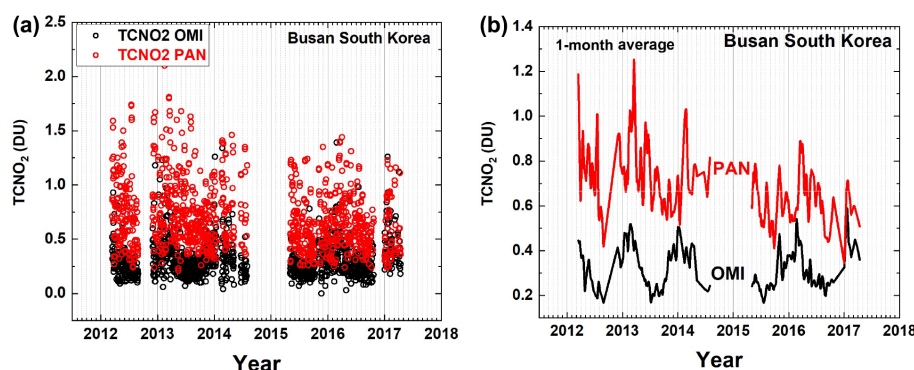 (a)
TCNO2 OMI
TCNO2 PAN
Busan South Korea
TCNO₂ (DU)
2.5
2.0
1.5
1.0
0.5
0.0
2012 2013 2014 2015 2016 2017 2018
Year
(b)
1-month average
Busan South Korea
TCNO₂ (DU)
1.4
1.2
1.0
0.8
0.6
0.4
0.2
PAN
OMI
2012 2013 2014 2015 2016 2017 2018
Year